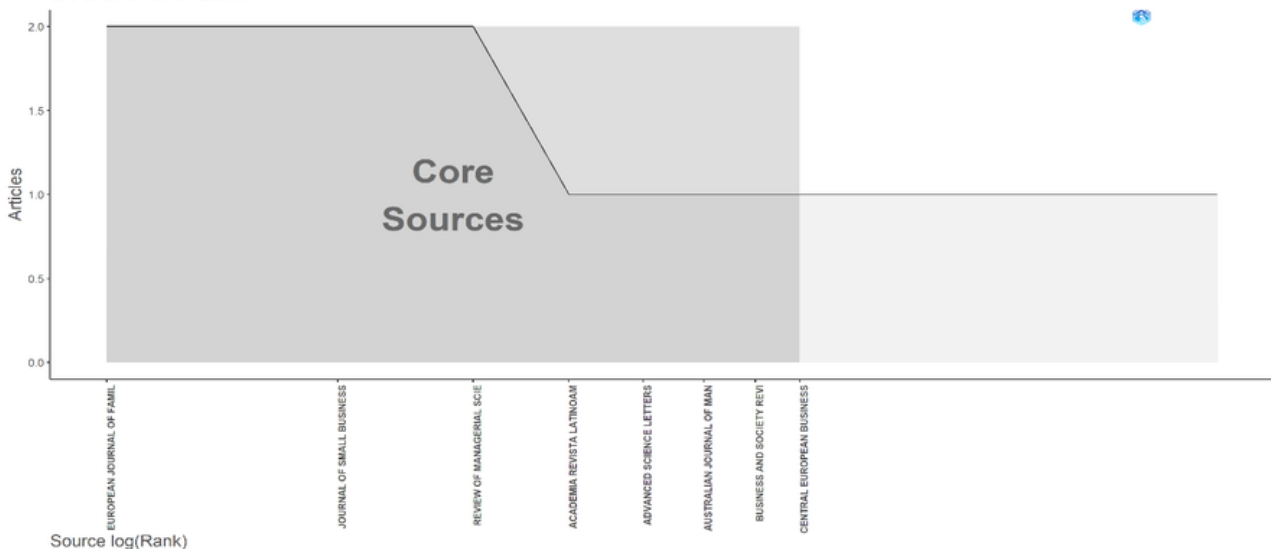 2.0
1.5
1.0
0.5
0.0
Articles
Core
Sources
EUROPEAN JOURNAL OF FAMIL
JOURNAL OF SMALL BUSINESS
REVIEW OF MANAGERIAL SCIE
ACADEMIA REVISTA LATINOAM
ADVANCED SCIENCE LETTERS
AUSTRALIAN JOURNAL OF MAN
BUSINESS AND SOCIETY REVI
CENTRAL EUROPEAN BUSINESS
Source log(Rank)